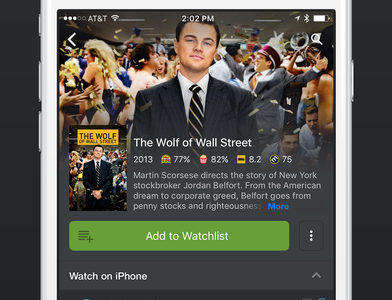 AT&T
2:02 PM
THE WOLF
OF WALL STREET
The Wolf of Wall Street
2013 77% 82% 8.2 75
Martin Scorsese directs the story of New York
stockbroker Jordan Belfort. From the American
dream to corporate greed, Belfort goes from
penny stocks and righteousness More
Add to Watchlist
Watch on iPhone